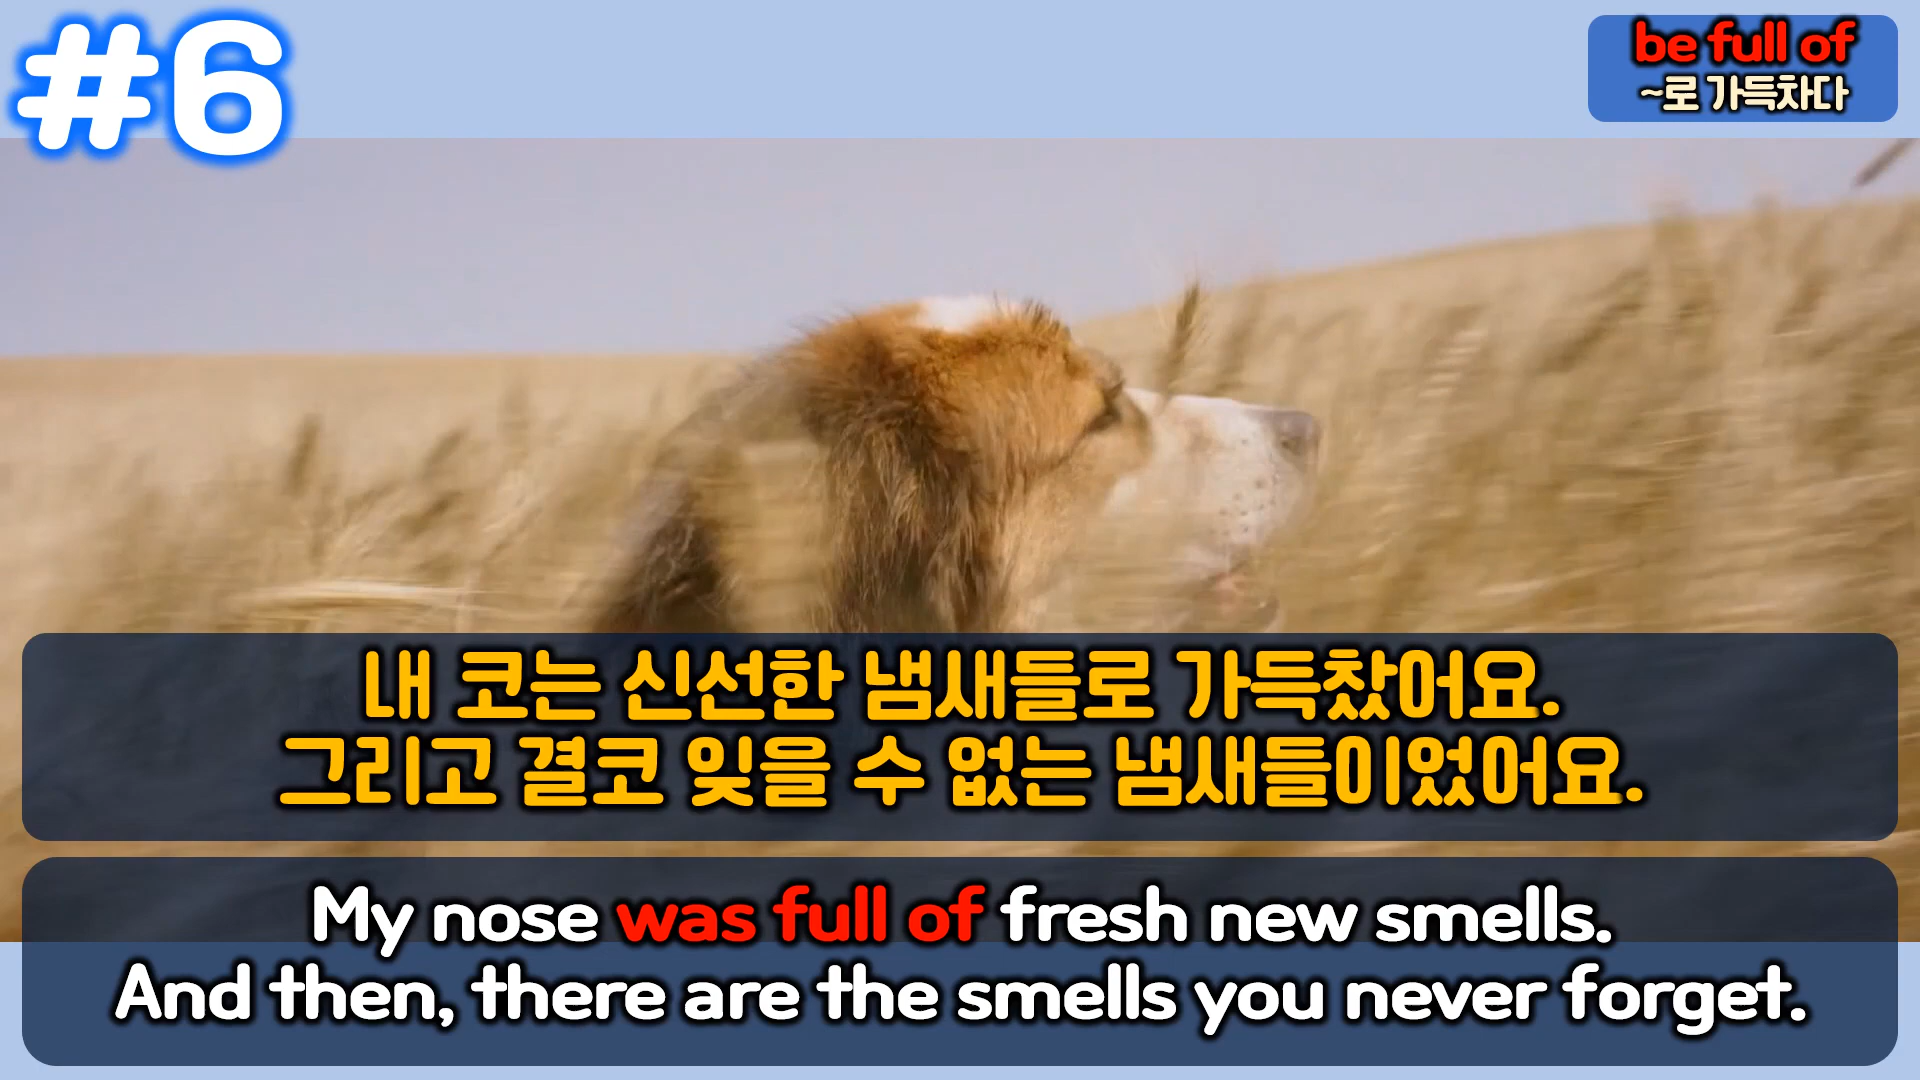 #6
be full of
~로 가득차다
내 코는 신선한 냄새들로 가득찼어요.
그리고 결코 잊을 수 없는 냄새들이었어요.
My nose was full of fresh new smells.
And then, there are the smells you never forget.